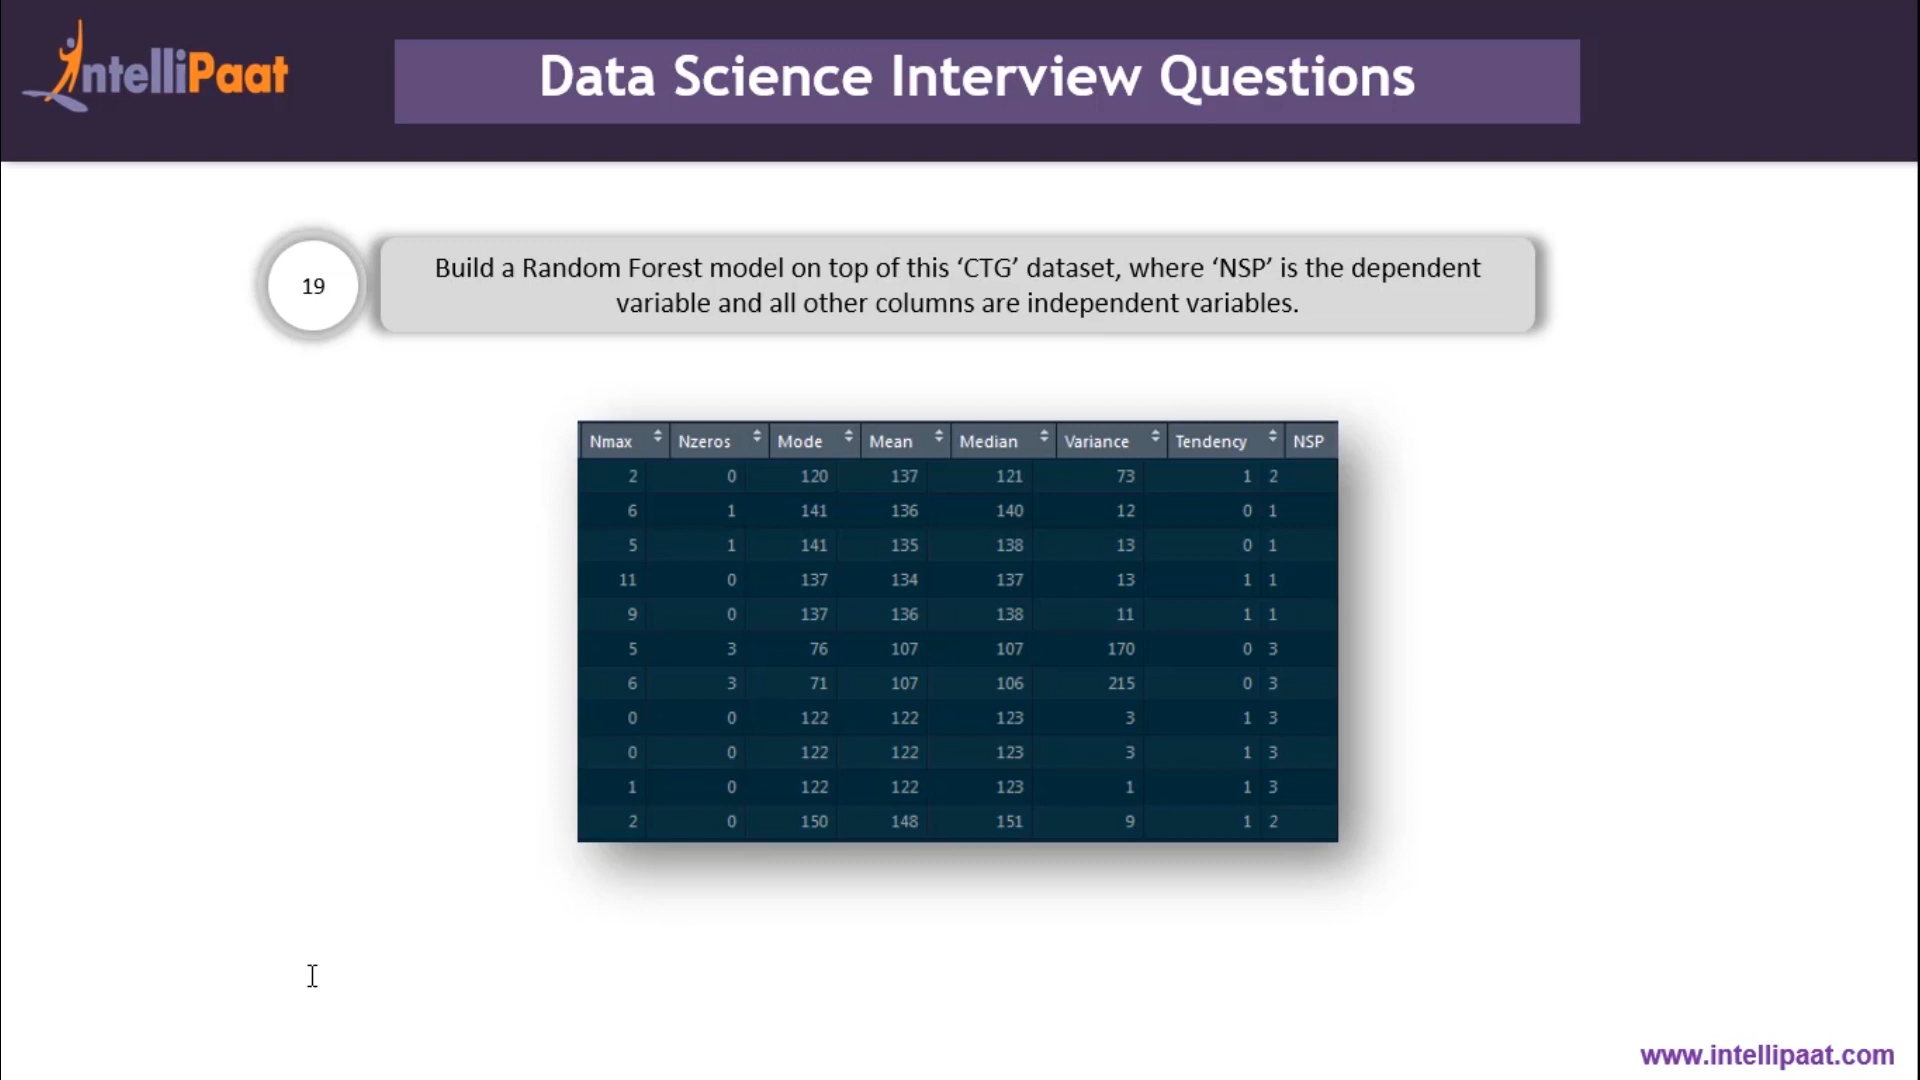 IntelliPaat
Data Science Interview Questions
19
Build a Random Forest model on top of this ‘CTG’ dataset, where ‘NSP’ is the dependent
variable and all other columns are independent variables.
Nmax Nzeros Mode Mean Median Variance Tendency NSP
2 0 120 137 121 73 1 2
6 1 141 136 140 12 0 1
5 1 141 135 138 13 0 1
11 0 137 134 137 13 1 1
9 0 137 136 138 11 1 1
5 3 76 107 107 170 0 3
6 3 71 107 106 215 0 3
0 0 122 122 123 3 1 3
0 0 122 122 123 3 1 3
1 0 122 122 123 1 1 3
2 0 150 148 151 9 1 2
www.intellipaat.com